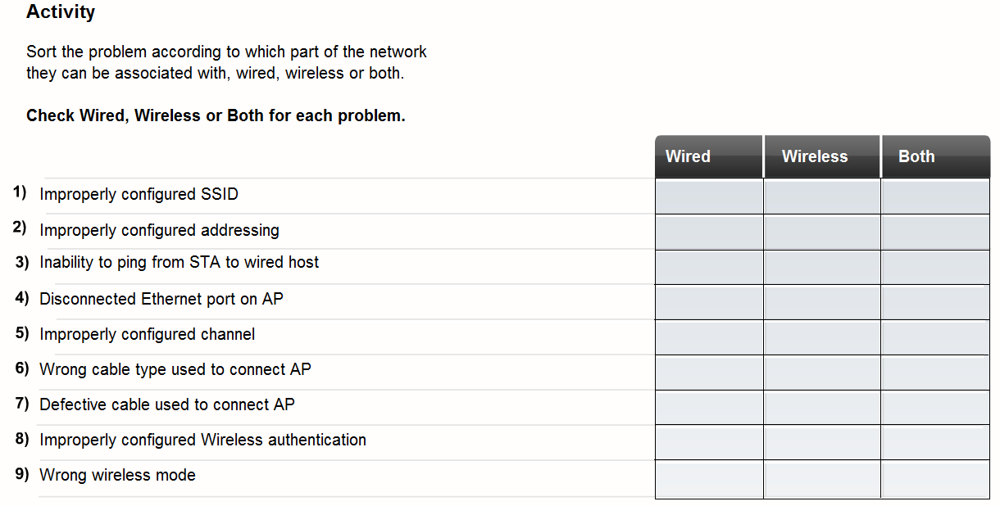 Activity
Sort the problem according to which part of the network
they can be associated with, wired, wireless or both.
Check Wired, Wireless or Both for each problem.
Wired Wireless Both
1) Improperly configured SSID
2) Improperly configured addressing
3) Inability to ping from STA to wired host
4) Disconnected Ethernet port on AP
5) Improperly configured channel
6) Wrong cable type used to connect AP
7) Defective cable used to connect AP
8) Improperly configured Wireless authentication
9) Wrong wireless mode